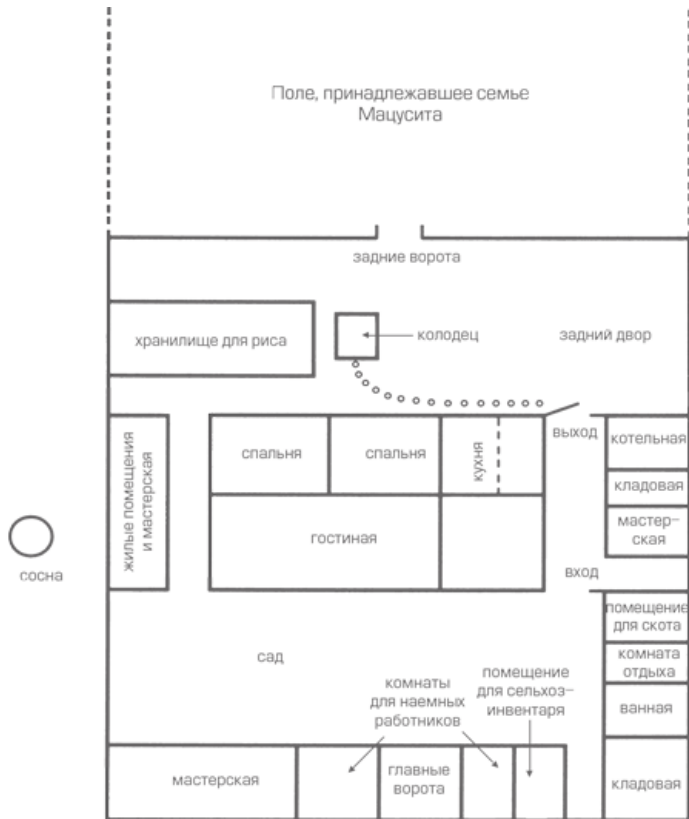 Поле, принадлежавшее семье
Мацусита
задние ворота
хранилище для риса
колодец
задний двор
жилые помещения
и мастерская
спальня
спальня
кухня
выход
котельная
кладовая
мастер-
ская
гостиная
сосна
вход
помещение
для скота
сад
комнаты
для наемных
работников
помещение
для сельхоз-
инвентаря
комната
отдыха
ванная
мастерская
главные
ворота
кладовая